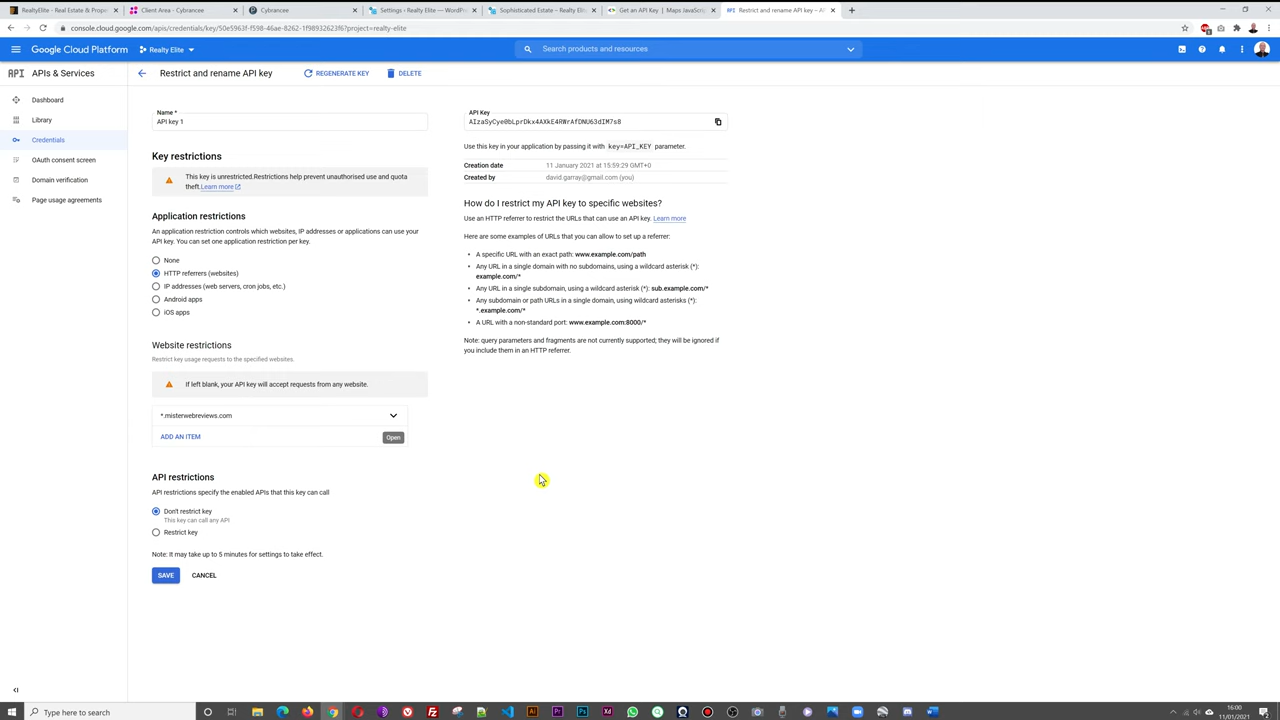 RealtyElite - Real Estate & Prope
Client Area - Cybrancee
Cybrancee
Settings ‹ Realty Elite — WordPr
Sophisticated Estate – Realty Elit
Get an API Key | Maps JavaScri
Restrict and rename API key – AP
console.cloud.google.com/apis/credentials/key/50e5963f-f598-46ae-8262-1f98932623f6?project=realty-elite
Google Cloud Platform
Realty Elite
Search products and resources
API APIs & Services
Restrict and rename API key
REGENERATE KEY
DELETE
Dashboard
Library
Credentials
OAuth consent screen
Domain verification
Page usage agreements
Name *
API key 1
Key restrictions
This key is unrestricted.Restrictions help prevent unauthorised use and quota
theft.Learn more
Application restrictions
An application restriction controls which websites, IP addresses or applications can use your
API key. You can set one application restriction per key.
None
HTTP referrers (websites)
IP addresses (web servers, cron jobs, etc.)
Android apps
iOS apps
Website restrictions
Restrict key usage requests to the specified websites.
If left blank, your API key will accept requests from any website.
*.misterwebreviews.com
ADD AN ITEM
Open
API restrictions
API restrictions specify the enabled APIs that this key can call
Don't restrict key
This key can call any API
Restrict key
Note: It may take up to 5 minutes for settings to take effect.
SAVE
CANCEL
API Key
AIzaSyCye0bLprDkx4AXkE4RWrAfDNU63dIM7s8
Use this key in your application by passing it with key=API_KEY parameter.
Creation date 11 January 2021 at 15:59:29 GMT+0
Created by david.garray@gmail.com (you)
How do I restrict my API key to specific websites?
Use an HTTP referrer to restrict the URLs that can use an API key. Learn more
Here are some examples of URLs that you can allow to set up a referrer:
• A specific URL with an exact path: www.example.com/path
• Any URL in a single domain with no subdomains, using a wildcard asterisk (*):
example.com/*
• Any URL in a single subdomain, using a wildcard asterisk (*): sub.example.com/*
• Any subdomain or path URLs in a single domain, using wildcard asterisks (*):
*.example.com/*
• A URL with a non-standard port: www.example.com:8000/*
Note: query parameters and fragments are not currently supported; they will be ignored if
you include them in an HTTP referrer.
Type here to search
16:00
11/01/2021